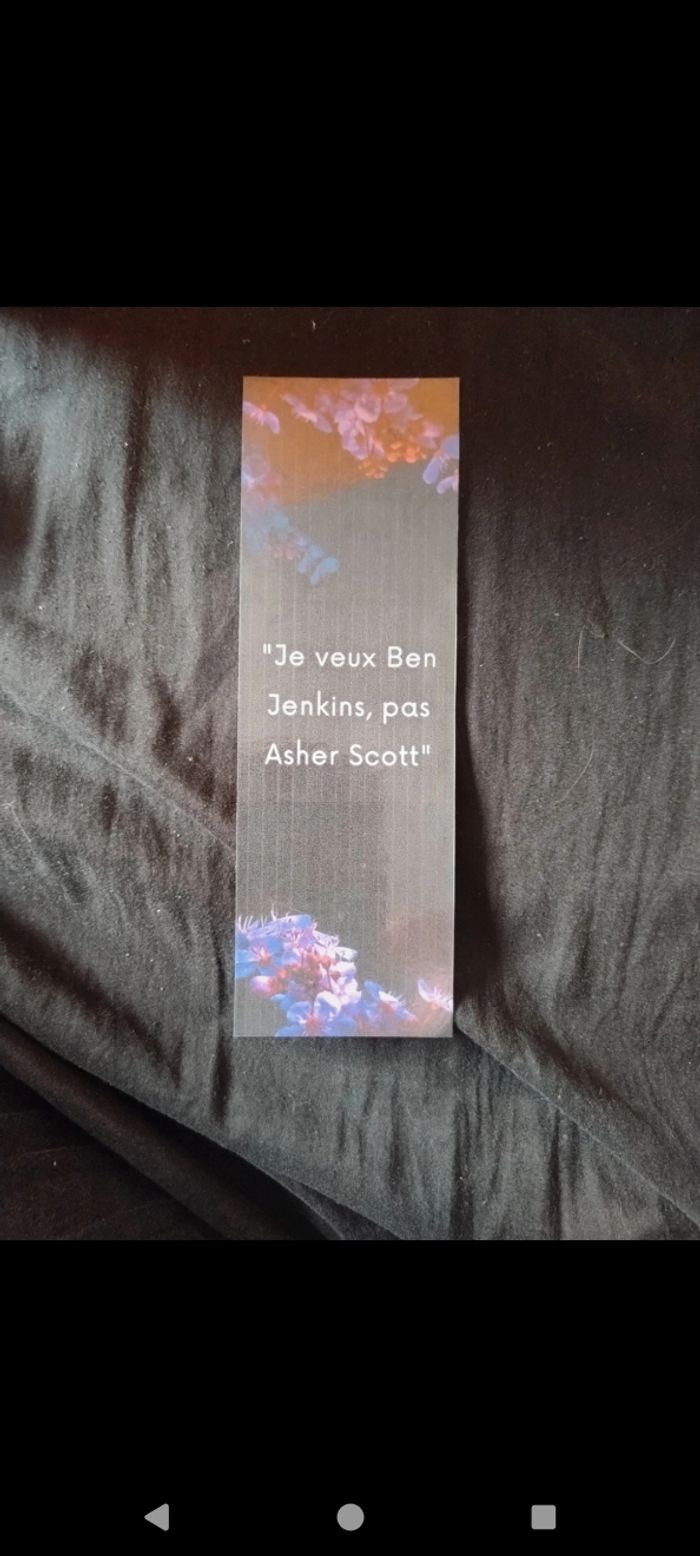 "Je veux Ben
Jenkins, pas
Asher Scott"